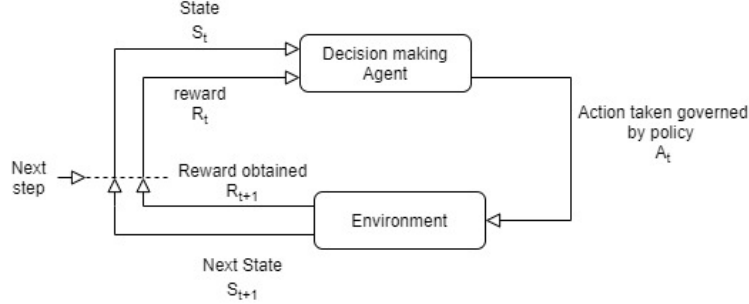 State
S_t
Decision making
Agent
reward
R_t
Action taken governed
by policy
A_t
Next
step
Reward obtained
R_{t+1}
Environment
Next State
S_{t+1}